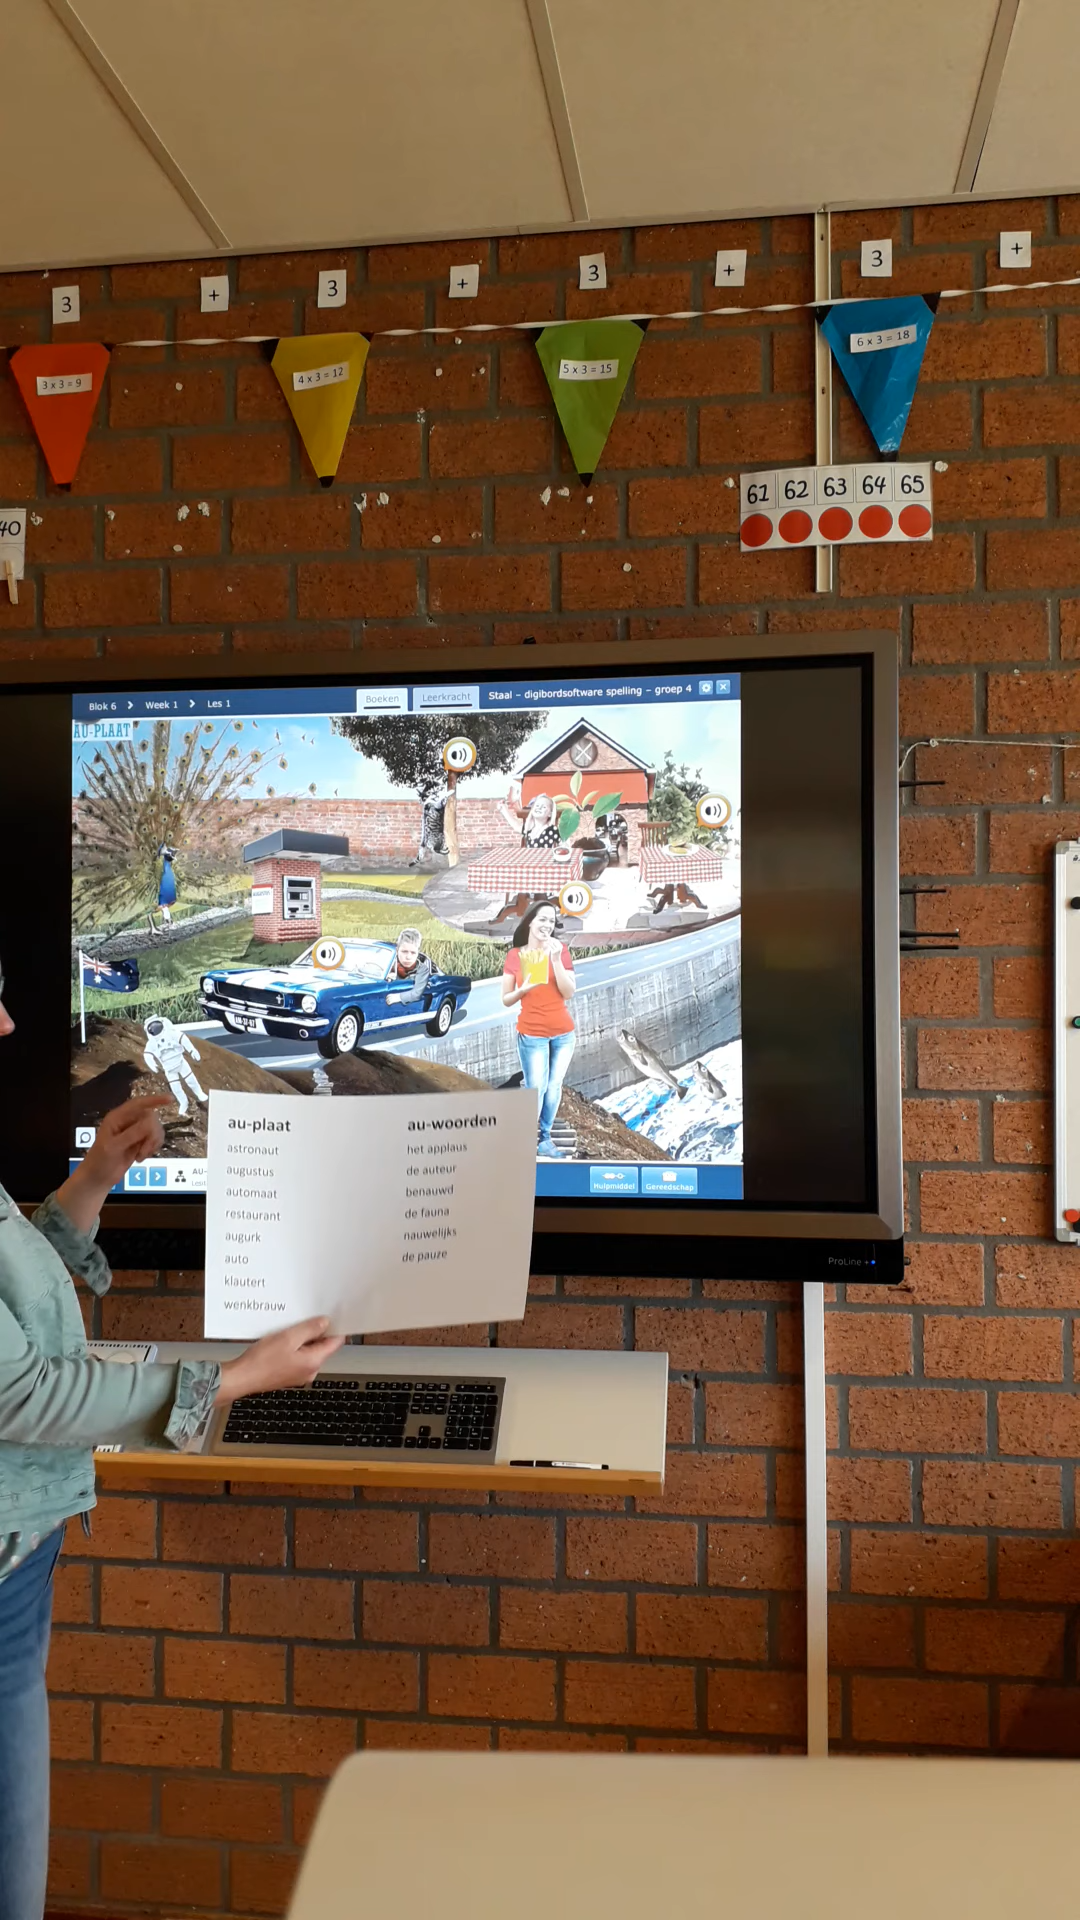 3 + 3 + 3 + 3 +
3 x 3 = 9
4 x 3 = 12
5 x 3 = 15
6 x 3 = 18
61 62 63 64 65
40
Blok 6 > Week 1 > Les 1
Boeken
Leerkracht
Staal – digibordsoftware spelling – groep 4
AU-PLAAT
au-plaat
astronaut
augustus
automaat
restaurant
augurk
auto
klautert
wenkbrauw
au-woorden
het applaus
de auteur
benauwd
de fauna
nauwelijks
de pauze
AU-
Hulpmiddel
Gereedschap
ProLine+